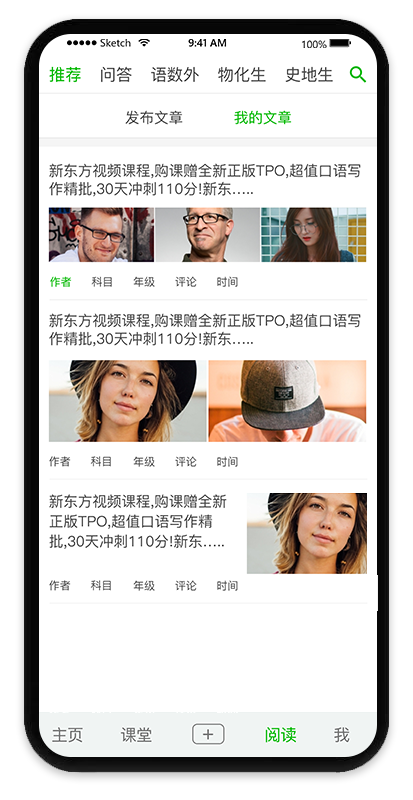 Sketch 9:41 AM 100%
推荐 问答 语数外 物化生 史地生
发布文章 我的文章
新东方视频课程,购课赠全新正版TPO,超值口语写
作精批,30天冲刺110分!新东…..
作者 科目 年级 评论 时间
新东方视频课程,购课赠全新正版TPO,超值口语写
作精批,30天冲刺110分!新东…..
作者 科目 年级 评论 时间
新东方视频课程,购课赠全新
正版TPO,超值口语写作精
批,30天冲刺110分!新东…..
作者 科目 年级 评论 时间
主页 课堂 + 阅读 我